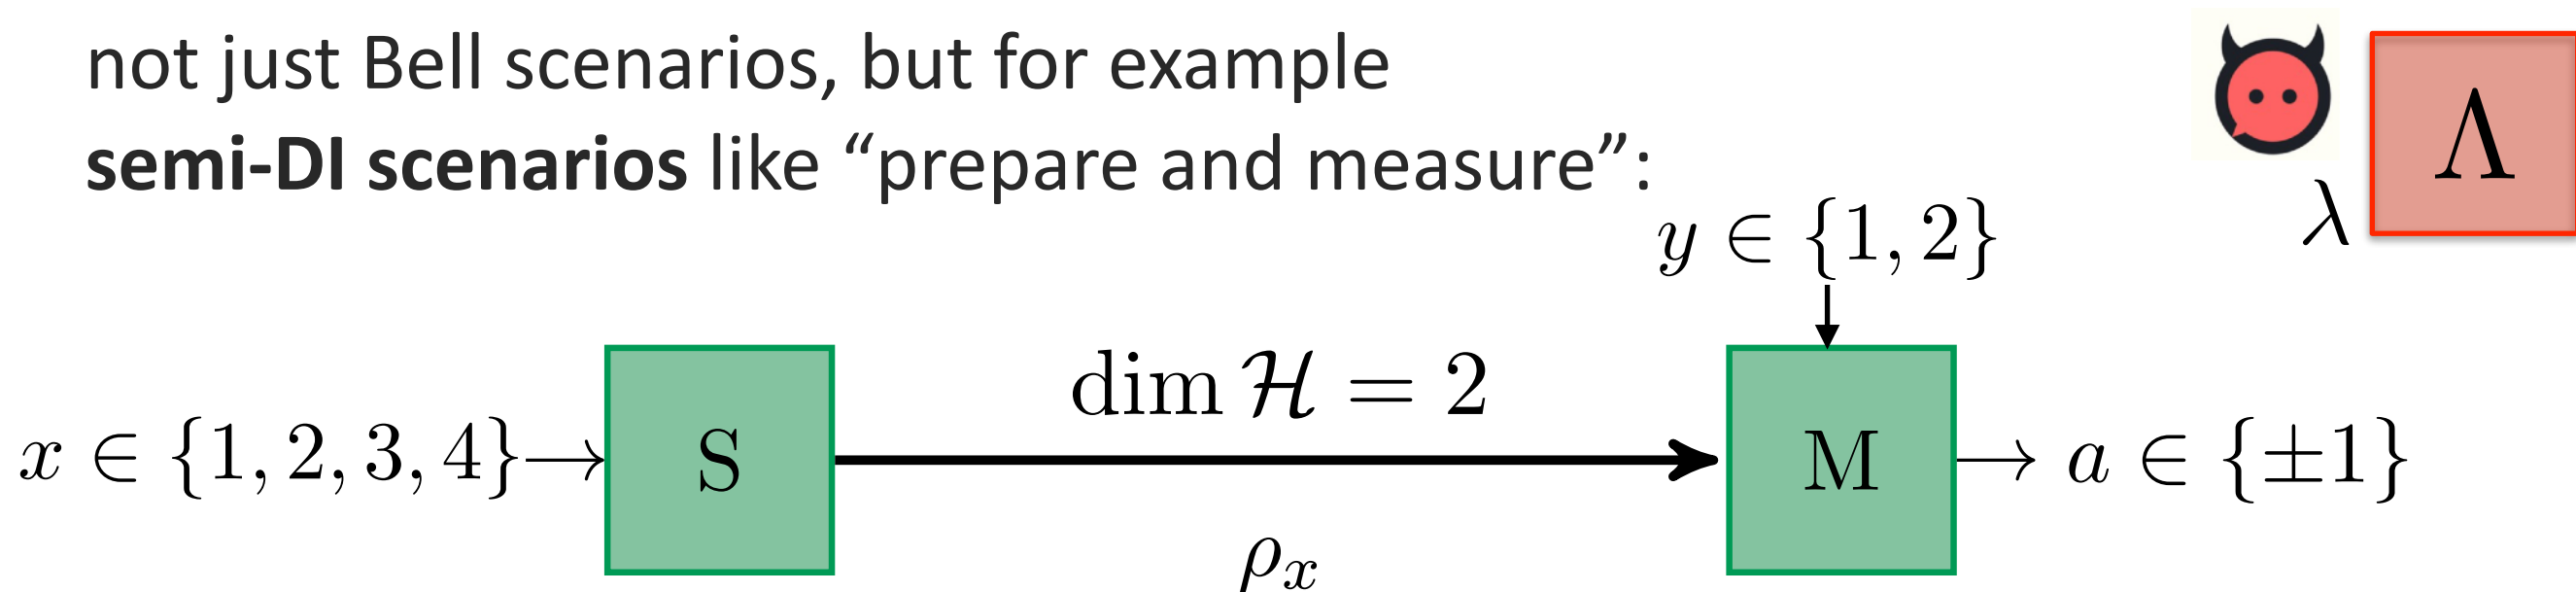 not just Bell scenarios, but for example
semi-DI scenarios like “prepare and measure”:
Λ
λ
y ∈ {1, 2}
dim ℋ = 2
x ∈ {1, 2, 3, 4} → S
M → a ∈ {±1}
ρₓ